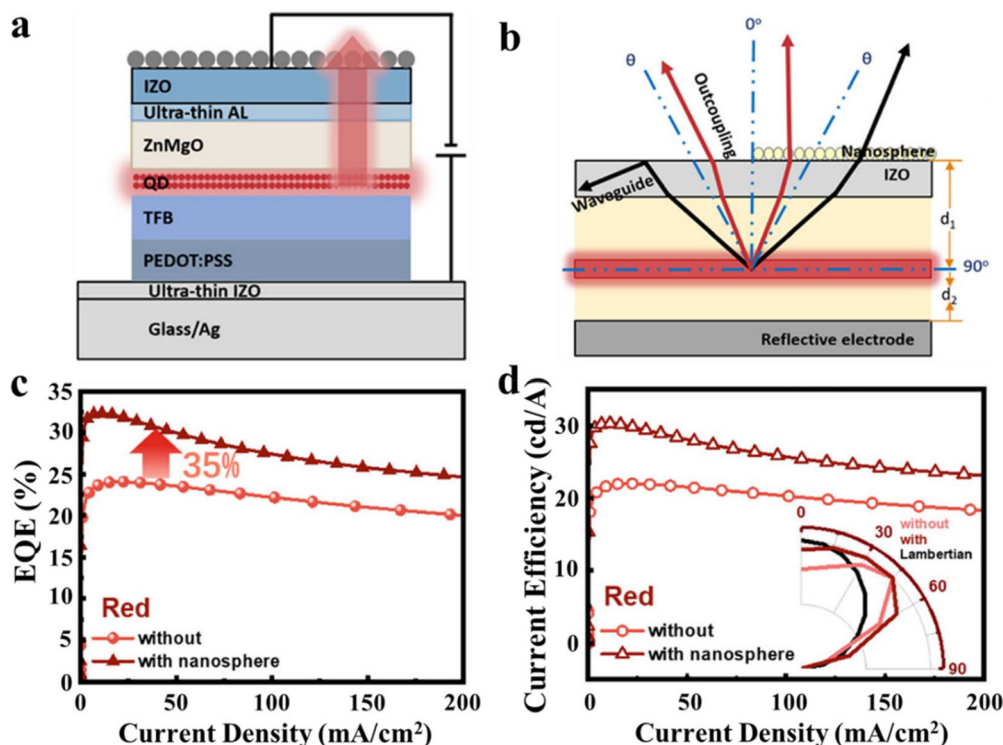 a
IZO
Ultra-thin AL
ZnMgO
QD
TFB
PEDOT:PSS
Ultra-thin IZO
Glass/Ag
b
0°
θ
θ
Outcoupling
Nanosphere
IZO
Waveguide
d₁
90°
d₂
Reflective electrode
c
35
30
25
20
15
10
5
0
EQE (%)
35%
Red
without
with nanosphere
0
50
100
150
200
Current Density (mA/cm²)
d
30
20
10
0
Current Efficiency (cd/A)
0
30
60
90
without
with
Lambertian
Red
without
with nanosphere
0
50
100
150
200
Current Density (mA/cm²)